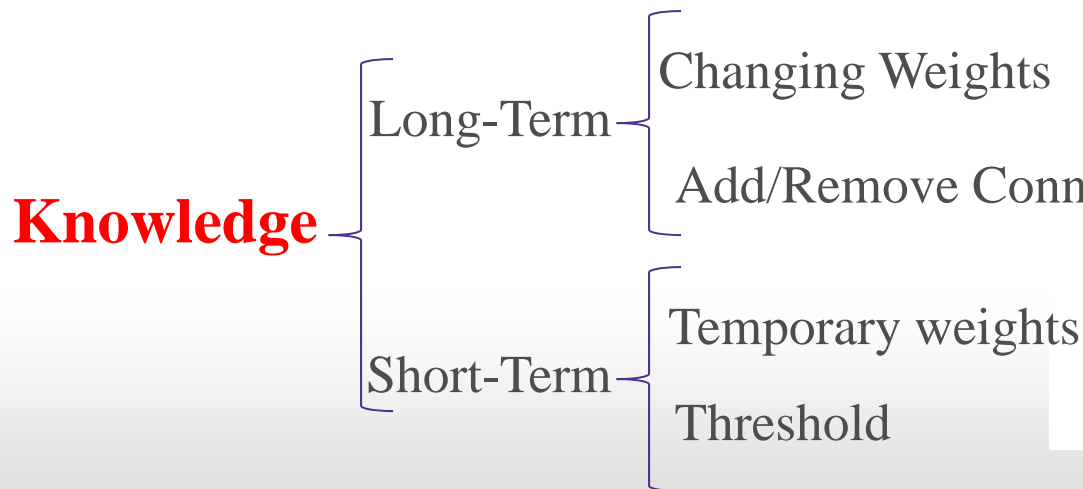 Changing Weights
Long-Term
Add/Remove Conn
Knowledge
Temporary weights
Short-Term
Threshold